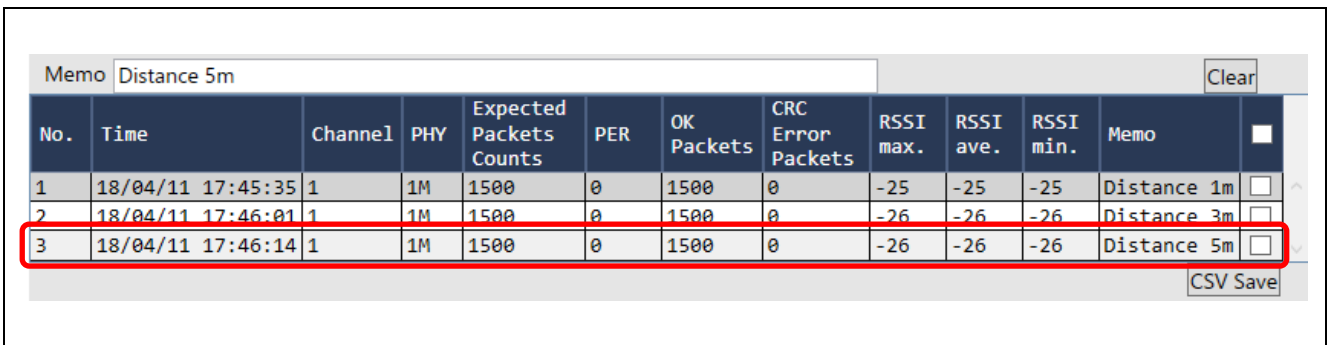 Memo Distance 5m Clear
No. Time Channel PHY Expected Packets Counts PER OK Packets CRC Error Packets RSSI max. RSSI ave. RSSI min. Memo
1 18/04/11 17:45:35 1 1M 1500 0 1500 0 -25 -25 -25 Distance 1m
2 18/04/11 17:46:01 1 1M 1500 0 1500 0 -26 -26 -26 Distance 3m
3 18/04/11 17:46:14 1 1M 1500 0 1500 0 -26 -26 -26 Distance 5m
CSV Save